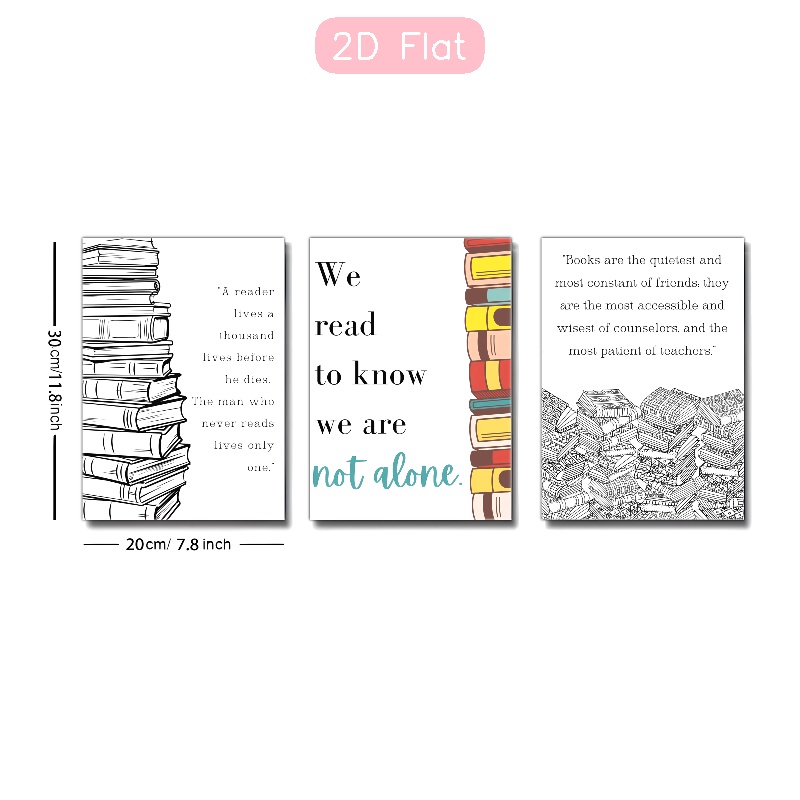 2D Flat
30cm/11.8inch
"A reader
lives a
thousand
lives before
he dies.
The man who
never reads
lives only
one."
20cm/ 7.8 inch
We
read
to know
we are
not alone.
"Books are the quietest and
most constant of friends; they
are the most accessible and
wisest of counselors, and the
most patient of teachers."